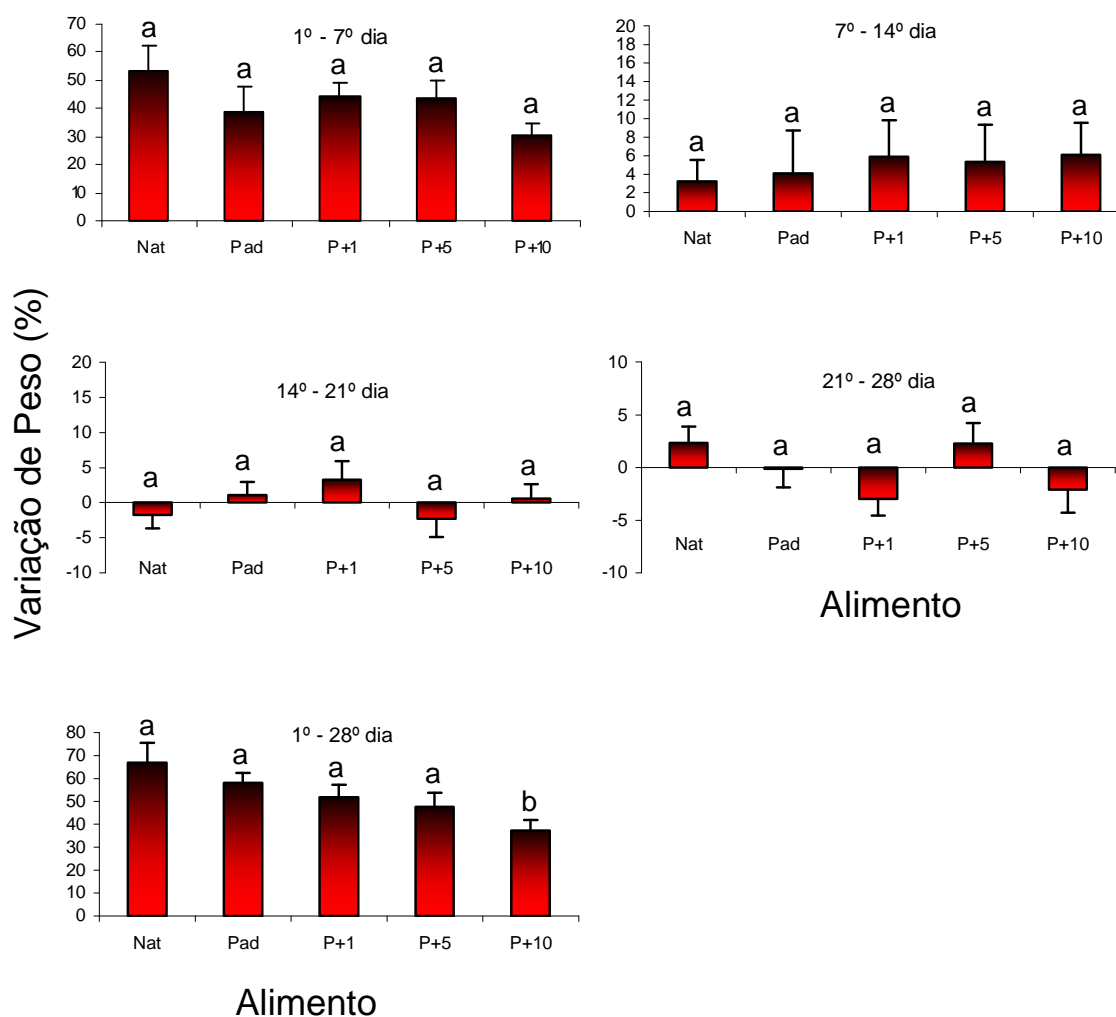 Variação de Peso (%)
1º - 7º dia
70
60
50
40
30
20
10
0
a a a a a
Nat Pad P+1 P+5 P+10
7º - 14º dia
20
18
16
14
12
10
8
6
4
2
0
a a a a a
Nat Pad P+1 P+5 P+10
14º - 21º dia
20
15
10
5
0
-5
-10
a a a a a
Nat Pad P+1 P+5 P+10
21º - 28º dia
10
5
0
-5
-10
a a a a a
Nat Pad P+1 P+5 P+10
Alimento
1º - 28º dia
80
70
60
50
40
30
20
10
0
a a a a b
Nat Pad P+1 P+5 P+10
Alimento